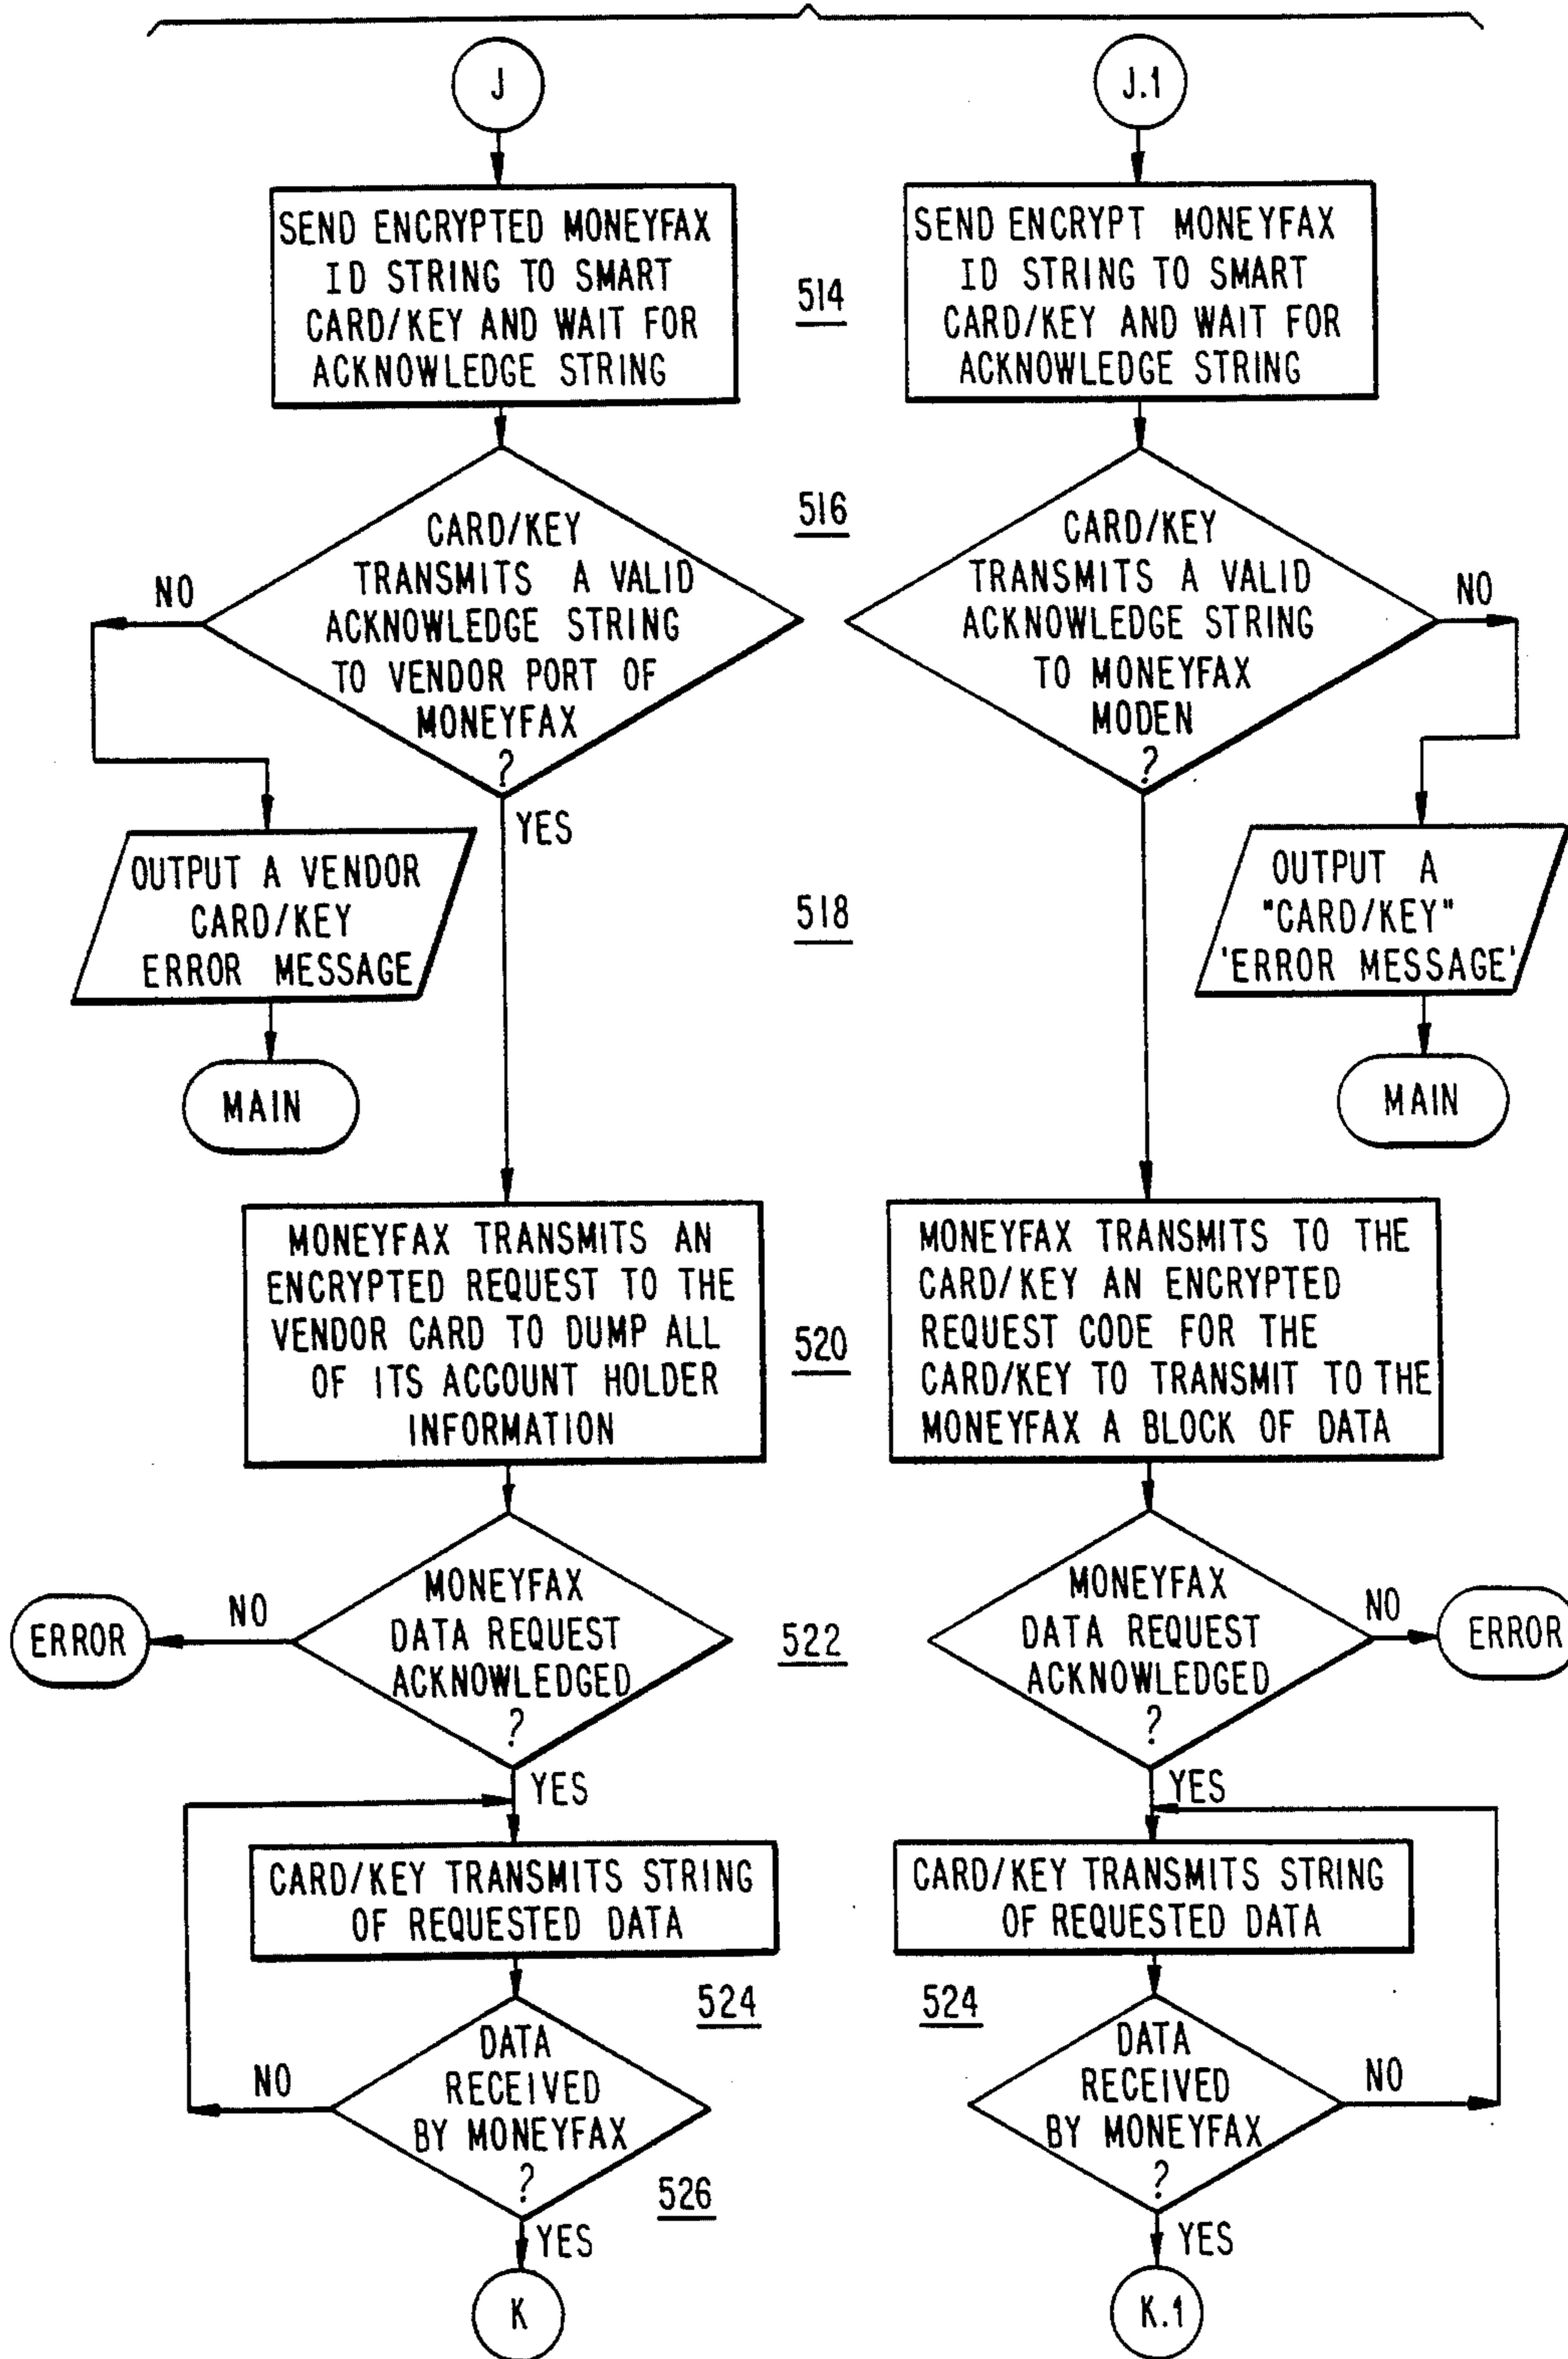 J
J.1
SEND ENCRYPTED MONEYFAX
ID STRING TO SMART
CARD/KEY AND WAIT FOR
ACKNOWLEDGE STRING
514
SEND ENCRYPT MONEYFAX
ID STRING TO SMART
CARD/KEY AND WAIT FOR
ACKNOWLEDGE STRING
CARD/KEY
TRANSMITS A VALID
ACKNOWLEDGE STRING
TO VENDOR PORT OF
MONEYFAX
?
NO
YES
516
CARD/KEY
TRANSMITS A VALID
ACKNOWLEDGE STRING
TO MONEYFAX
MODEN
?
NO
OUTPUT A VENDOR
CARD/KEY
ERROR MESSAGE
MAIN
518
OUTPUT A
"CARD/KEY"
'ERROR MESSAGE'
MAIN
MONEYFAX TRANSMITS AN
ENCRYPTED REQUEST TO THE
VENDOR CARD TO DUMP ALL
OF ITS ACCOUNT HOLDER
INFORMATION
520
MONEYFAX TRANSMITS TO THE
CARD/KEY AN ENCRYPTED
REQUEST CODE FOR THE
CARD/KEY TO TRANSMIT TO THE
MONEYFAX A BLOCK OF DATA
ERROR
NO
MONEYFAX
DATA REQUEST
ACKNOWLEDGED
?
YES
522
MONEYFAX
DATA REQUEST
ACKNOWLEDGED
?
NO
ERROR
YES
CARD/KEY TRANSMITS STRING
OF REQUESTED DATA
524
CARD/KEY TRANSMITS STRING
OF REQUESTED DATA
524
NO
DATA
RECEIVED
BY MONEYFAX
?
526
YES
K
DATA
RECEIVED
BY MONEYFAX
?
NO
YES
K.1